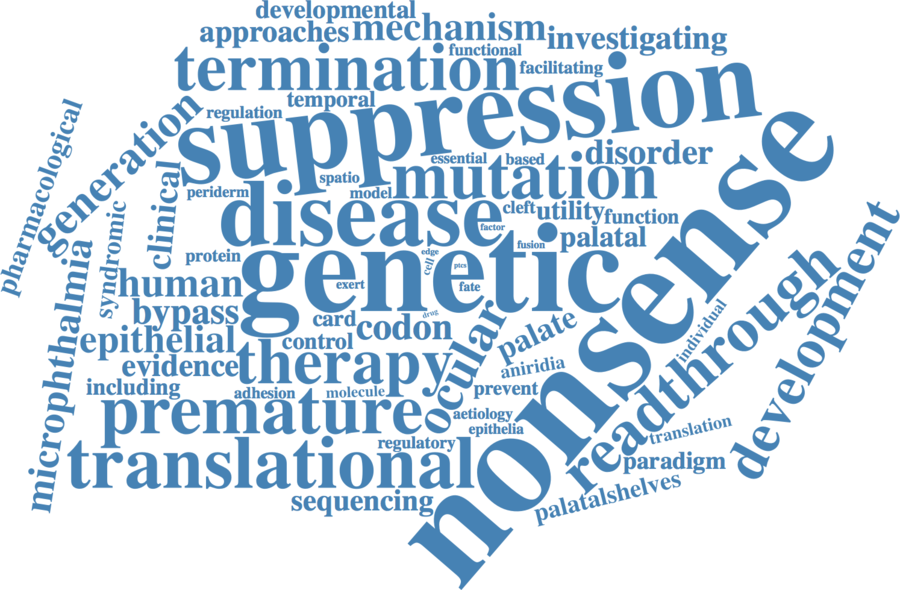 developmental
approaches
mechanism
investigating
functional
termination
facilitating
temporal
regulation
suppression
pharmacological
generation
essential
based
disorder
spatio
model
mutation
periderm
clinical
disease
cleft
utility
function
factor
syndromic
palatal
fusion
edge
cell
protein
genetic
ptcs
fate
exert
human
microphthalmia
nonsense
bypass
card
codon
drug
ocular
palate
individual
readthrough
development
epithelial
control
evidence
therapy
aniridia
including
adhesion
molecule
prevent
premature
aetiology
epithelia
regulatory
translation
translational
paradigm
sequencing
palatalshelves